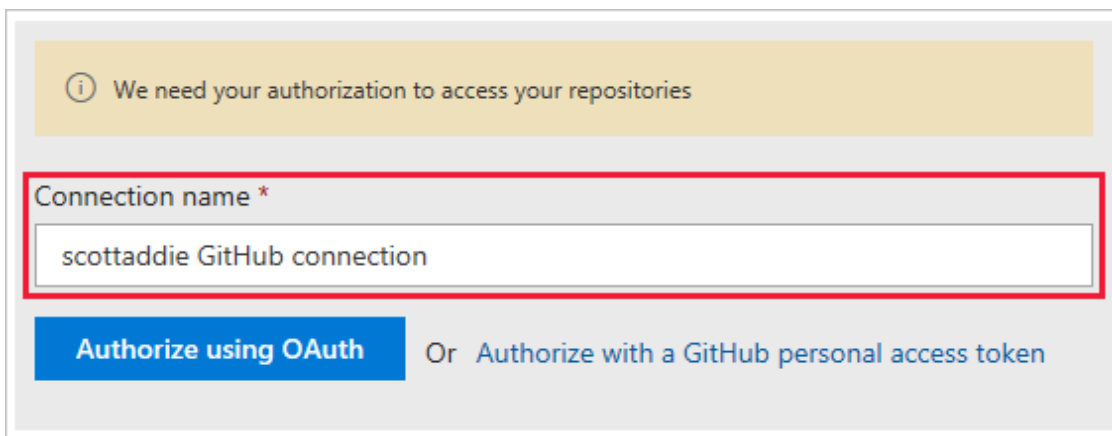 We need your authorization to access your repositories
Connection name *
scottaddie GitHub connection
Authorize using OAuth Or Authorize with a GitHub personal access token